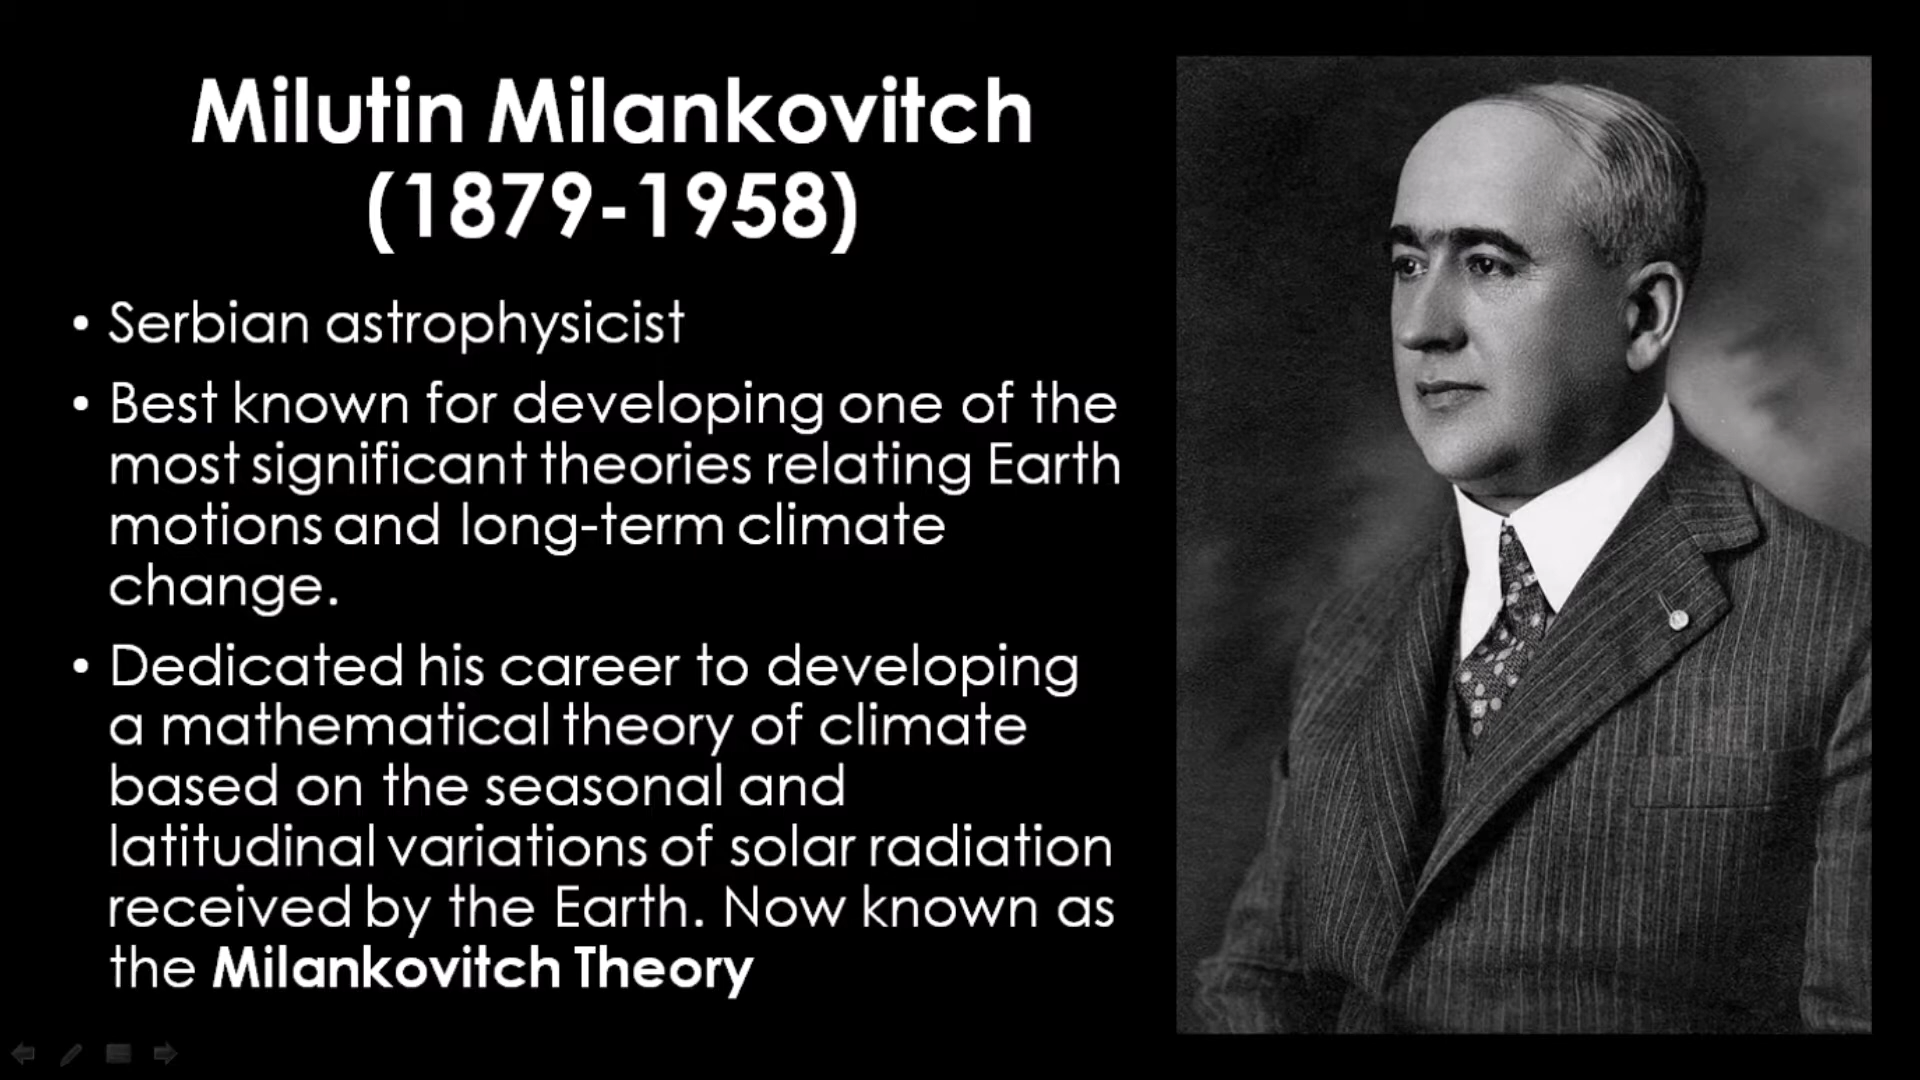 Milutin Milankovitch
(1879-1958)
• Serbian astrophysicist
• Best known for developing one of the
most significant theories relating Earth
motions and long-term climate
change.
• Dedicated his career to developing
a mathematical theory of climate
based on the seasonal and
latitudinal variations of solar radiation
received by the Earth. Now known as
the Milankovitch Theory